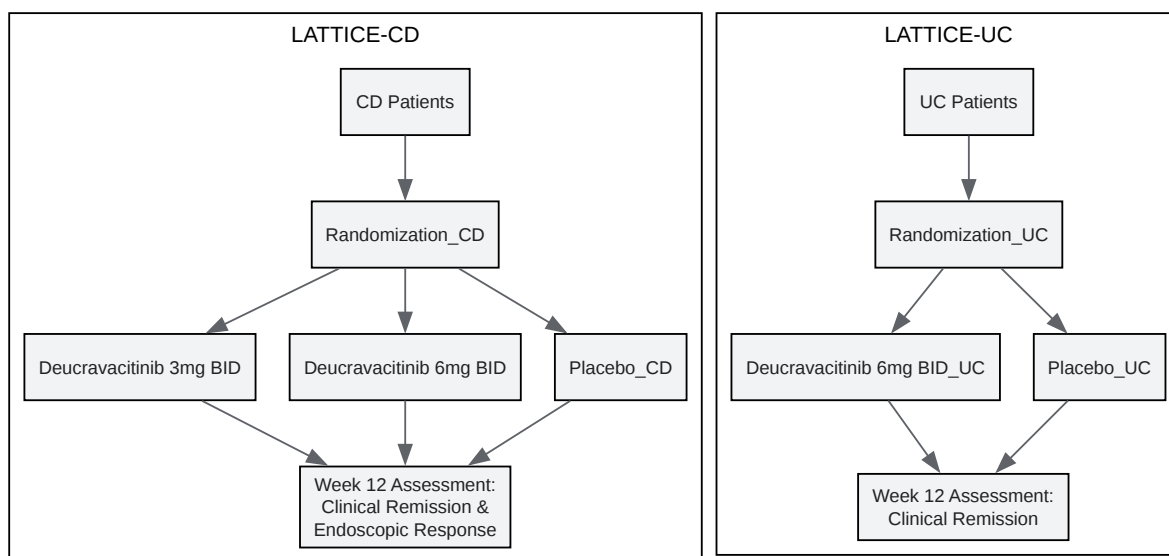 LATTICE-CD
CD Patients
Randomization_CD
Deucravacitinib 3mg BID
Deucravacitinib 6mg BID
Placebo_CD
Week 12 Assessment:
Clinical Remission &
Endoscopic Response
LATTICE-UC
UC Patients
Randomization_UC
Deucravacitinib 6mg BID_UC
Placebo_UC
Week 12 Assessment:
Clinical Remission